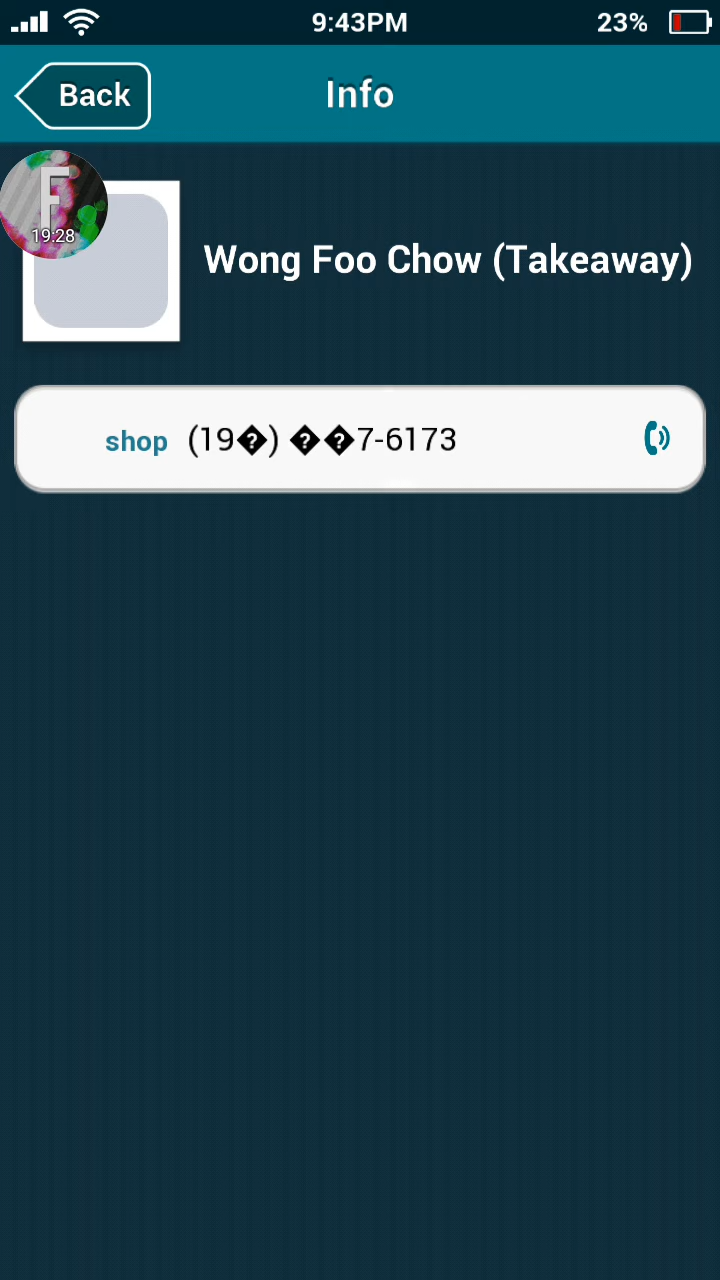 9:43PM 23%
Back Info
F
19:28
Wong Foo Chow (Takeaway)
shop (19�) ��7-6173